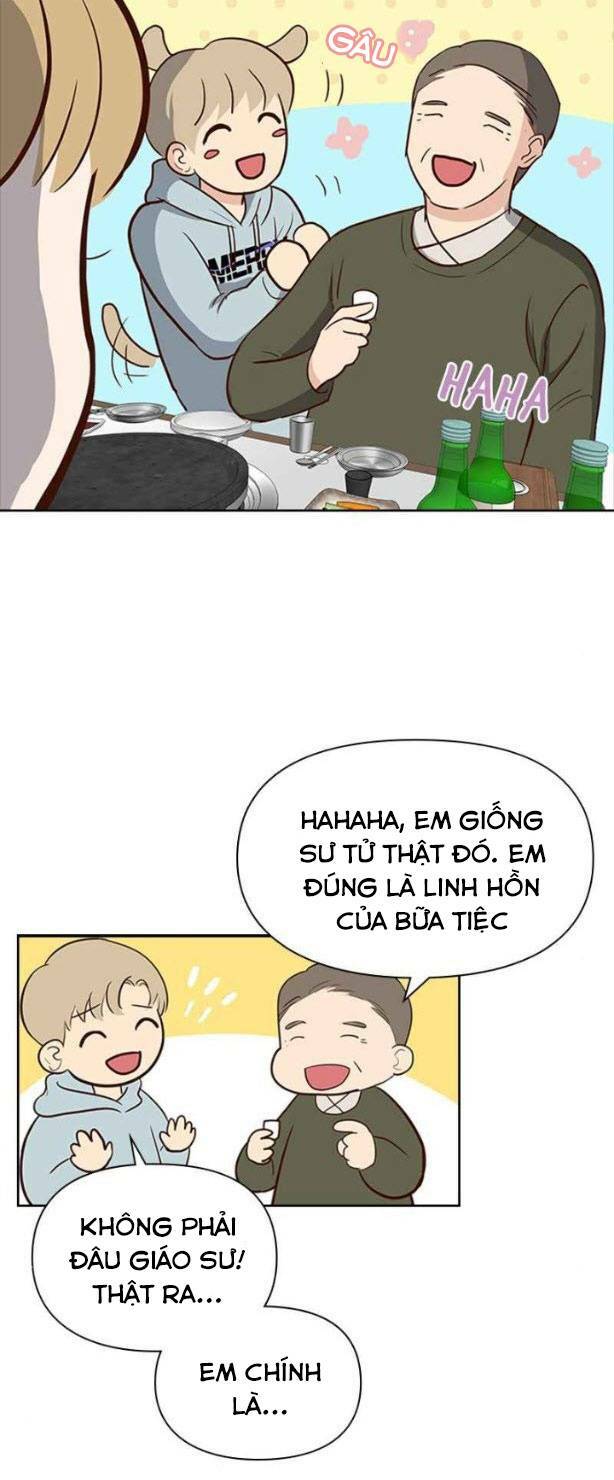 GÂU
MERC
HAHA
HAHAHA, EM GIỐNG
SƯ TỬ THẬT ĐÓ. EM
ĐÚNG LÀ LINH HỒN
CỦA BỮA TIỆC
KHÔNG PHẢI
ĐÂU GIÁO SƯ!
THẬT RA...
EM CHÍNH
LÀ...